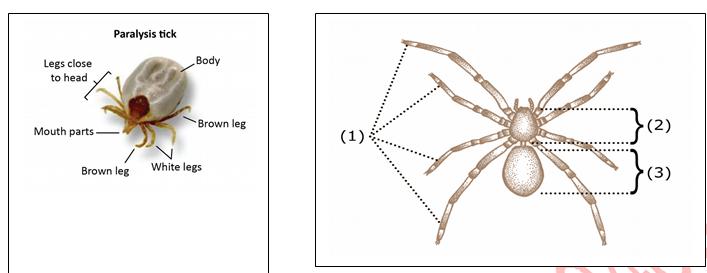 Paralysis tick
Legs close
to head
Body
Mouth parts
Brown leg
Brown leg
White legs
(1)
(2)
(3)